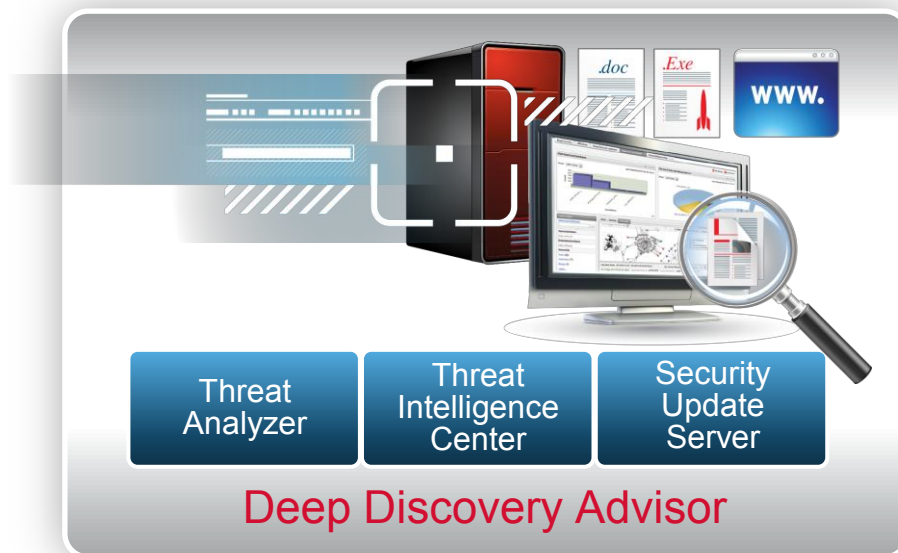 .doc
.Exe
www.
Threat
Analyzer
Threat
Intelligence
Center
Security
Update
Server
Deep Discovery Advisor